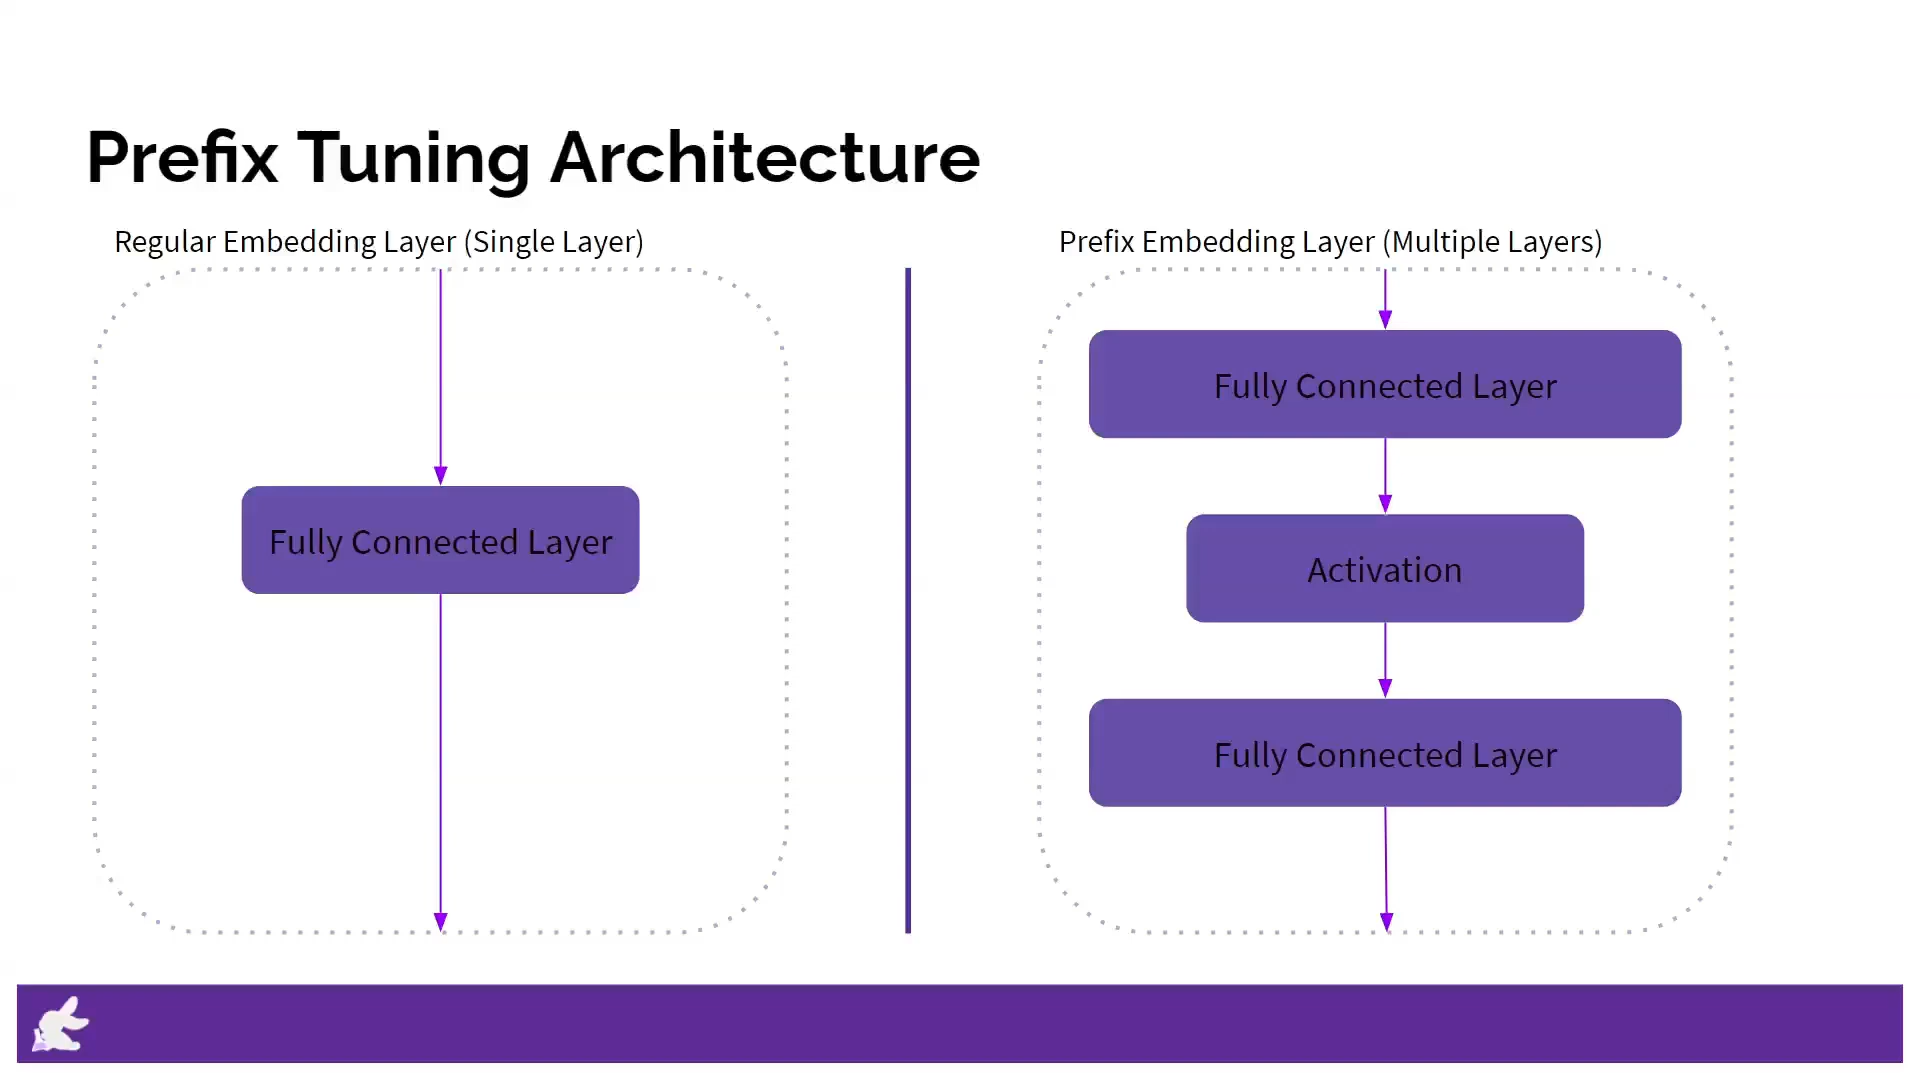 Prefix Tuning Architecture
Regular Embedding Layer (Single Layer)
Fully Connected Layer
Prefix Embedding Layer (Multiple Layers)
Fully Connected Layer
Activation
Fully Connected Layer